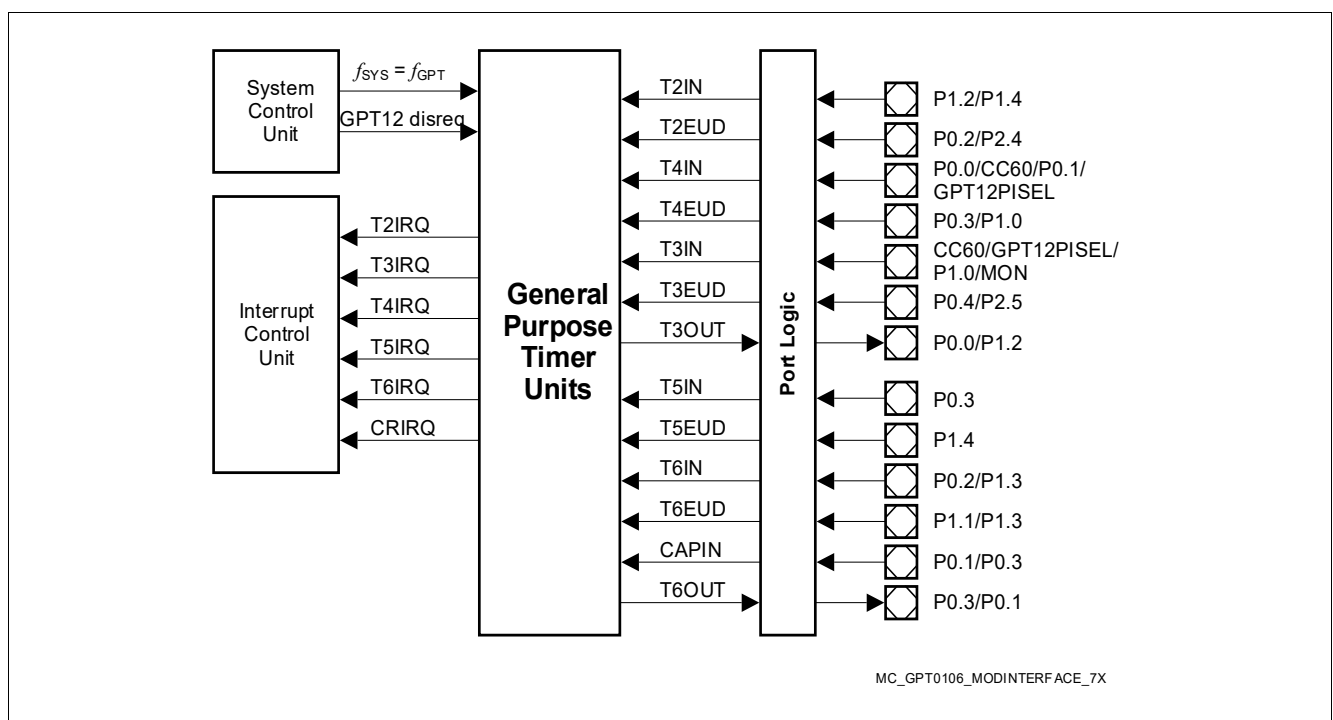 System
Control
Unit
fSYS = fGPT
GPT12 disreq
Interrupt
Control
Unit
T2IRQ
T3IRQ
T4IRQ
T5IRQ
T6IRQ
CRIRQ
General
Purpose
Timer
Units
T2IN
T2EUD
T4IN
T4EUD
T3IN
T3EUD
T3OUT
T5IN
T5EUD
T6IN
T6EUD
CAPIN
T6OUT
Port Logic
P1.2/P1.4
P0.2/P2.4
P0.0/CC60/P0.1/
GPT12PISEL
P0.3/P1.0
CC60/GPT12PISEL/
P1.0/MON
P0.4/P2.5
P0.0/P1.2
P0.3
P1.4
P0.2/P1.3
P1.1/P1.3
P0.1/P0.3
P0.3/P0.1
MC_GPT0106_MODINTERFACE_7X